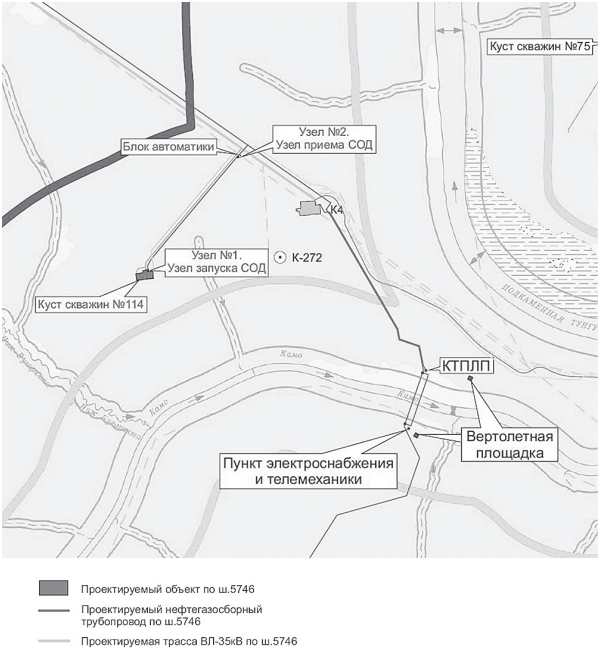 Куст скважин №75
Узел №2.
Узел приема СОД
Блок автоматики
К4
Узел №1.
Узел запуска СОД
К-272
Куст скважин №114
ПОДКАМЕННАЯ ТУНГУ
Камо
КТПЛП
Камо
Камо
Вертолетная
площадка
Пункт электроснабжения
и телемеханики
Проектируемый объект по ш.5746
Проектируемый нефтегазосборный
трубопровод по ш.5746
Проектируемая трасса ВЛ-35кВ по ш.5746